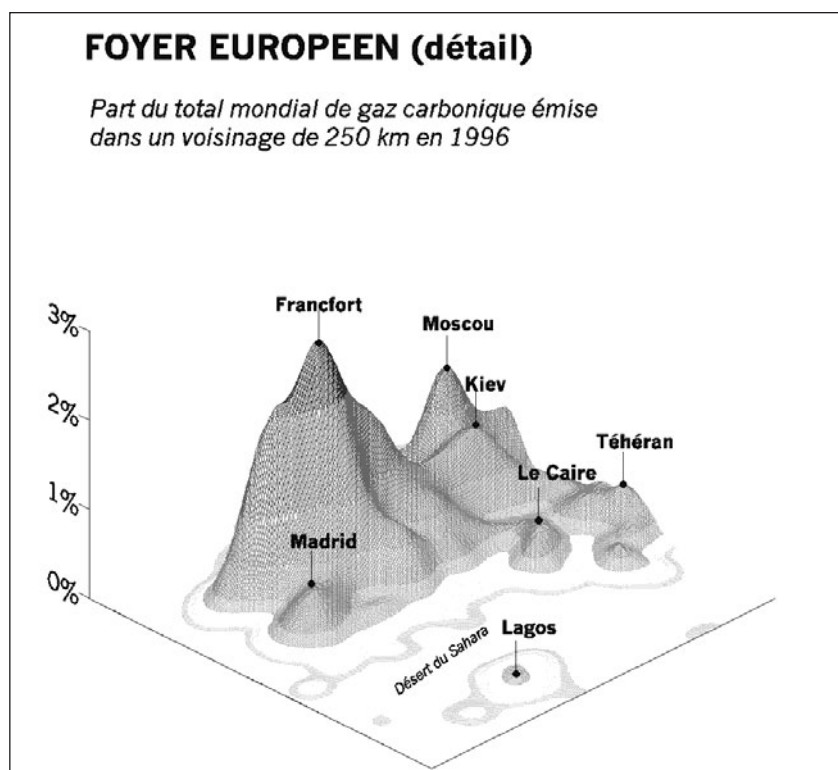 FOYER EUROPEEN (détail)
Part du total mondial de gaz carbonique émise
dans un voisinage de 250 km en 1996
Francfort
Moscou
Kiev
Téhéran
Le Caire
Madrid
3%
2%
1%
0%
Désert du Sahara
Lagos